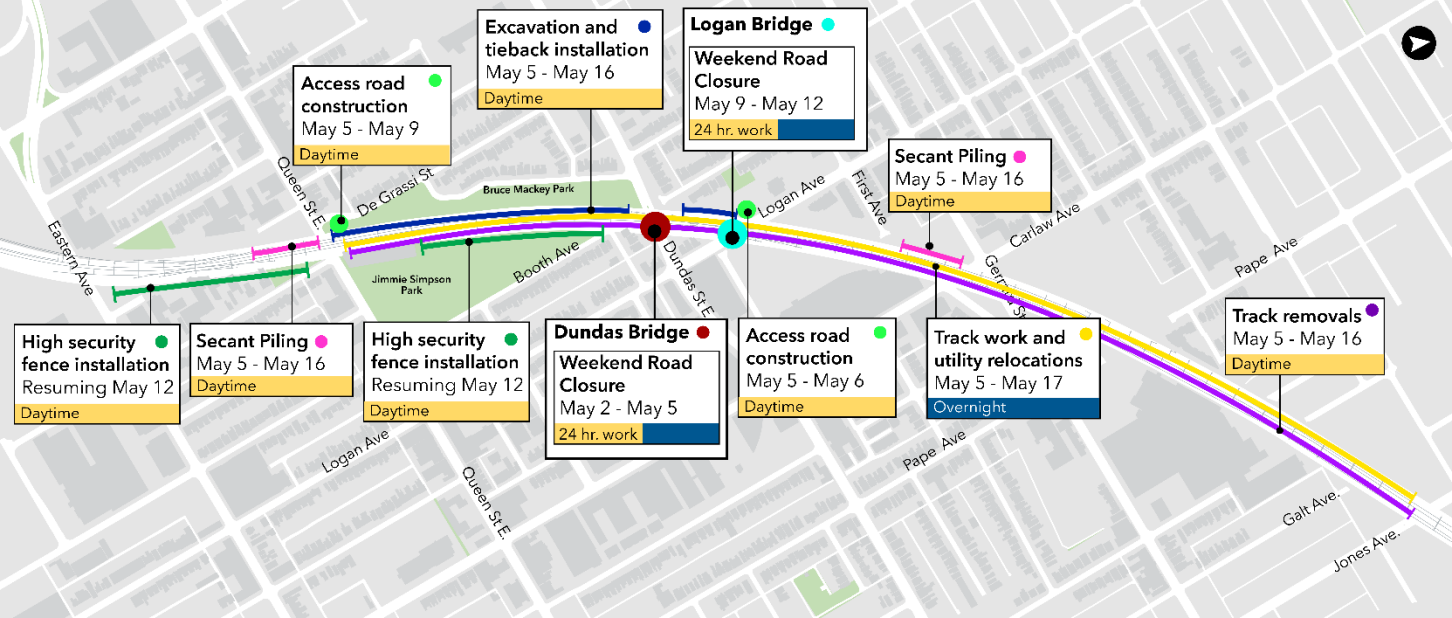 Excavation and
tieback installation
May 5 - May 16
Daytime
Logan Bridge
Weekend Road
Closure
May 9 - May 12
24 hr. work
Access road
construction
May 5 - May 9
Daytime
Secant Piling
May 5 - May 16
Daytime
Queen St E.
De Grassi St
Bruce Mackey Park
Logan Ave
First Ave
Carlaw Ave
Pape Ave
Eastern Ave
Jimmie Simpson
Park
Booth Ave
Dundas St E.
High security
fence installation
Resuming May 12
Daytime
Secant Piling
May 5 - May 16
Daytime
High security
fence installation
Resuming May 12
Daytime
Dundas Bridge
Weekend Road
Closure
May 2 - May 5
24 hr. work
Access road
construction
May 5 - May 6
Daytime
Track work and
utility relocations
May 5 - May 17
Overnight
Track removals
May 5 - May 16
Daytime
Logan Ave
Queen St E.
Pape Ave
Galt Ave.
Jones Ave.